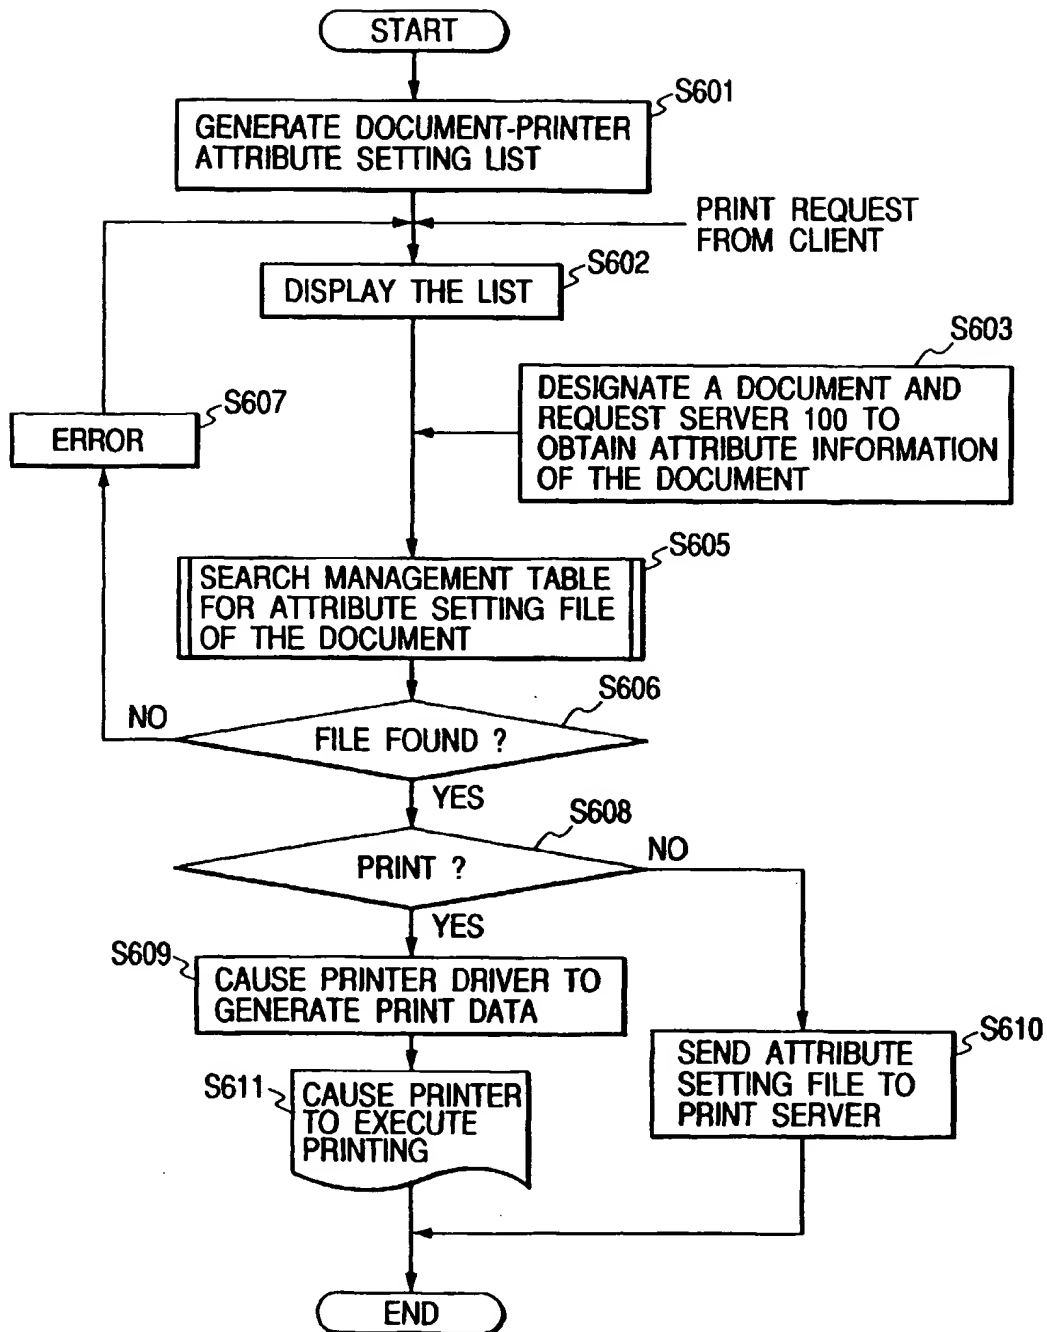 START
S601
GENERATE DOCUMENT-PRINTER
ATTRIBUTE SETTING LIST
PRINT REQUEST
FROM CLIENT
S602
DISPLAY THE LIST
S603
DESIGNATE A DOCUMENT AND
REQUEST SERVER 100 TO
OBTAIN ATTRIBUTE INFORMATION
OF THE DOCUMENT
S607
ERROR
S605
SEARCH MANAGEMENT TABLE
FOR ATTRIBUTE SETTING FILE
OF THE DOCUMENT
S606
NO
FILE FOUND ?
YES
S608
PRINT ?
NO
YES
S609
CAUSE PRINTER DRIVER TO
GENERATE PRINT DATA
S610
SEND ATTRIBUTE
SETTING FILE TO
PRINT SERVER
S611
CAUSE PRINTER
TO EXECUTE
PRINTING
END